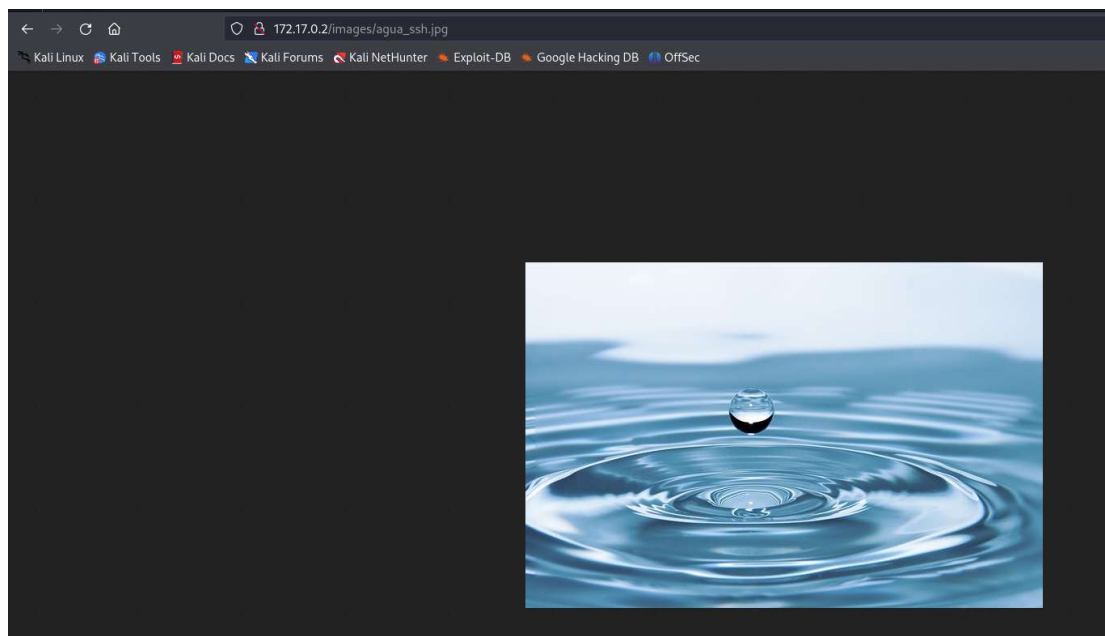 172.17.0.2/images/agua_ssh.jpg
Kali Linux Kali Tools Kali Docs Kali Forums Kali NetHunter Exploit-DB Google Hacking DB OffSec